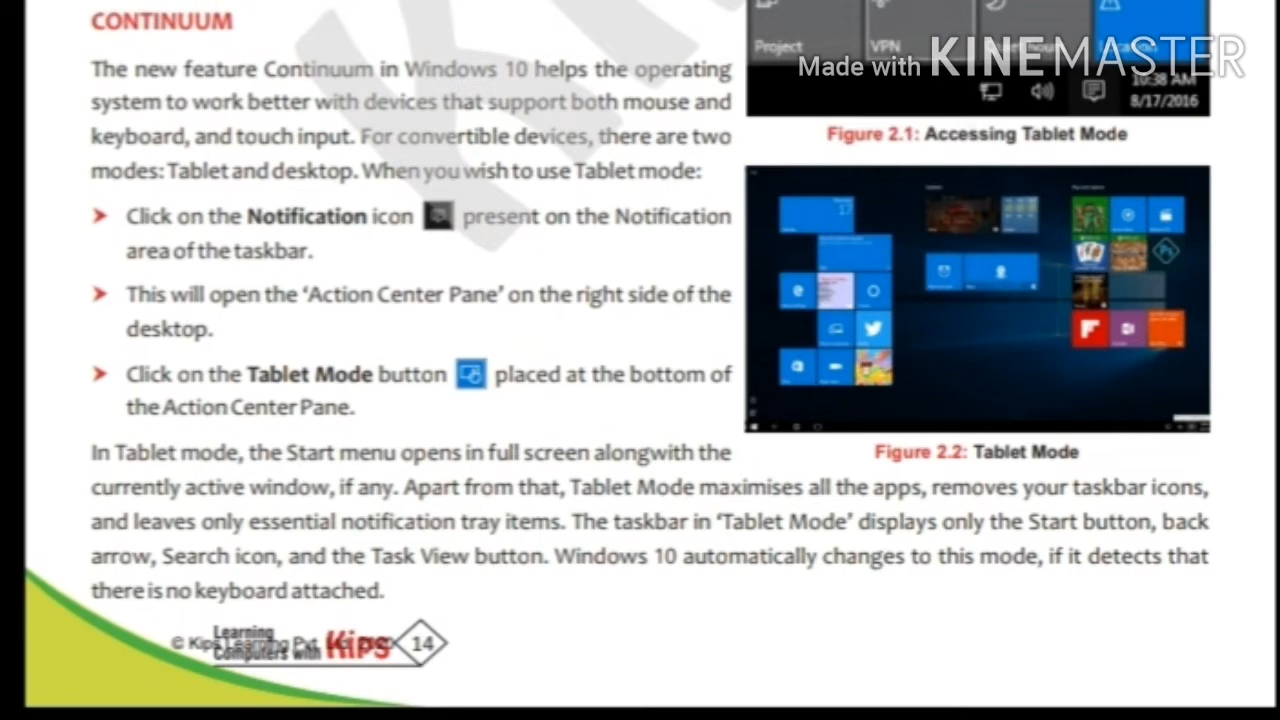 CONTINUUM
The new feature Continuum in Windows 10 helps the operating
system to work better with devices that support both mouse and
keyboard, and touch input. For convertible devices, there are two
modes: Tablet and desktop. When you wish to use Tablet mode:
➤ Click on the Notification icon present on the Notification
area of the taskbar.
➤ This will open the ‘Action Center Pane’ on the right side of the
desktop.
➤ Click on the Tablet Mode button placed at the bottom of
the Action Center Pane.
In Tablet mode, the Start menu opens in full screen alongwith the
currently active window, if any. Apart from that, Tablet Mode maximises all the apps, removes your taskbar icons,
and leaves only essential notification tray items. The taskbar in ‘Tablet Mode’ displays only the Start button, back
arrow, Search icon, and the Task View button. Windows 10 automatically changes to this mode, if it detects that
there is no keyboard attached.
Project
VPN
Made with KINEMASTER
10:38 AM
8/17/2016
Figure 2.1: Accessing Tablet Mode
Figure 2.2: Tablet Mode
Learning
Computers with Kips
© Kips Learning Pvt.
14